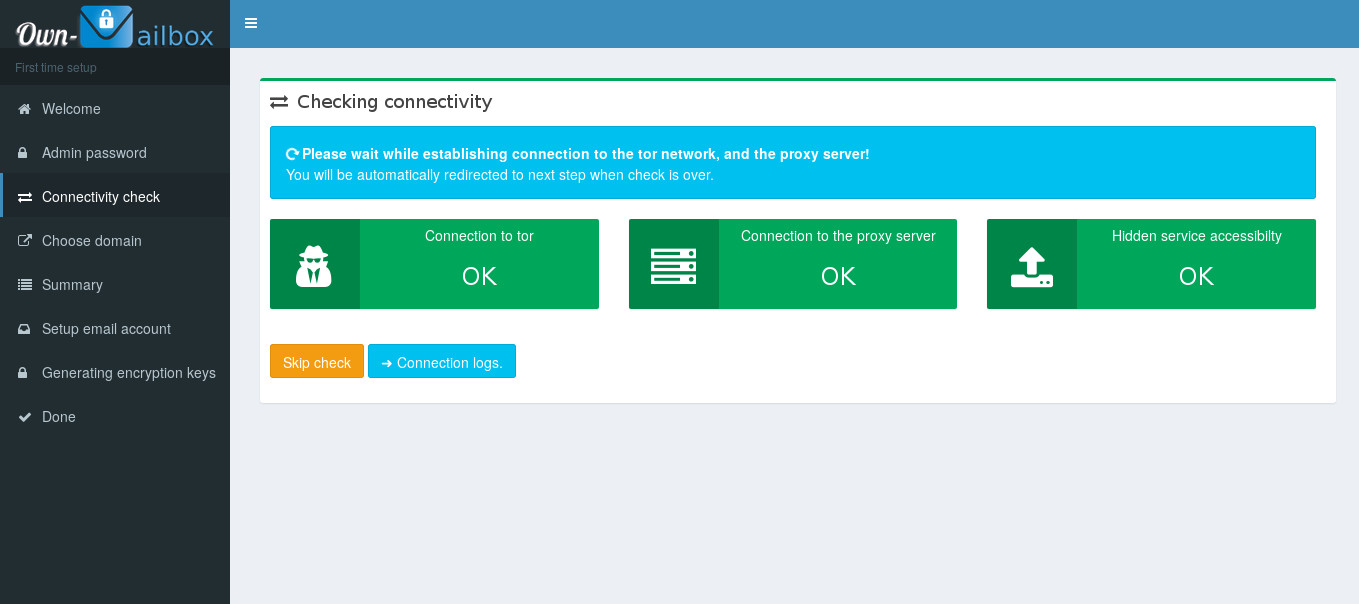 Own-Mailbox
First time setup
Welcome
Admin password
Connectivity check
Choose domain
Summary
Setup email account
Generating encryption keys
Done
Checking connectivity
Please wait while establishing connection to the tor network, and the proxy server!
You will be automatically redirected to next step when check is over.
Connection to tor
OK
Connection to the proxy server
OK
Hidden service accessibilty
OK
Skip check
➜ Connection logs.